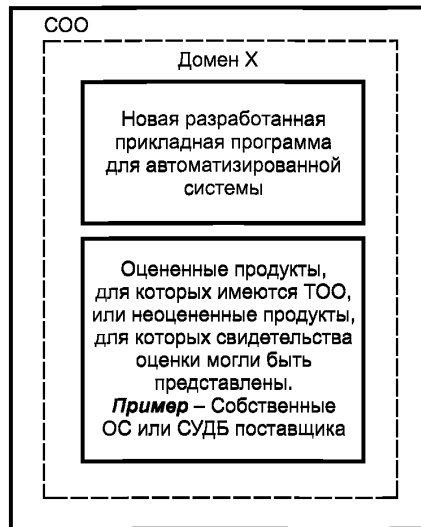 СОО
Домен X
Новая разработанная
прикладная программа
для автоматизированной
системы
Оцененные продукты,
для которых имеются ТОО,
или неоцененные продукты,
для которых свидетельства
оценки могли быть
представлены.
Пример – Собственные
ОС или СУДБ поставщика